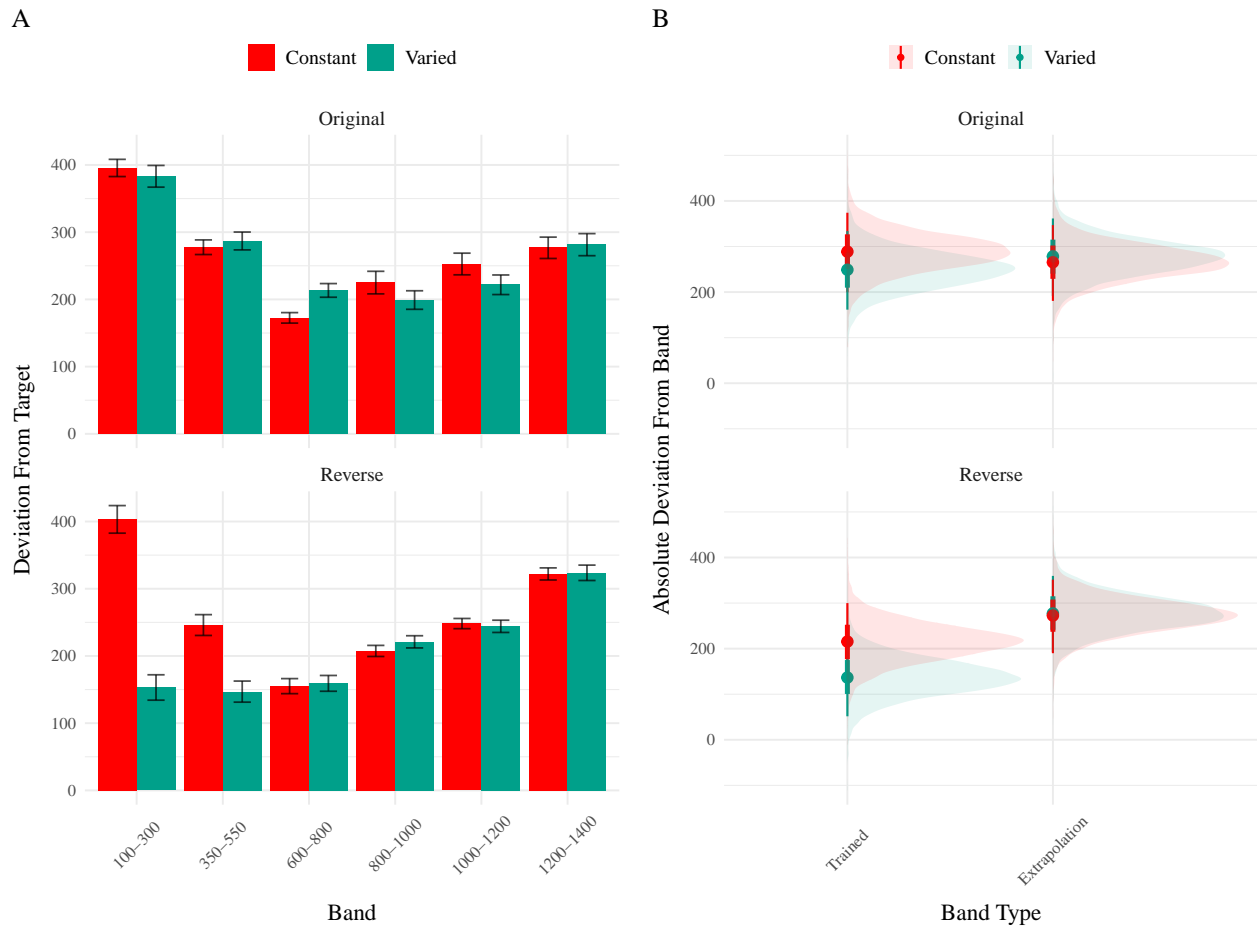 A
Constant Varied
Original
Deviation From Target
400
300
200
100
0
Reverse
400
300
200
100
0
100−300
350−550
600−800
800−1000
1000−1200
1200−1400
Band
B
Constant Varied
Original
Absolute Deviation From Band
400
200
0
Reverse
400
200
0
Trained
Extrapolation
Band Type